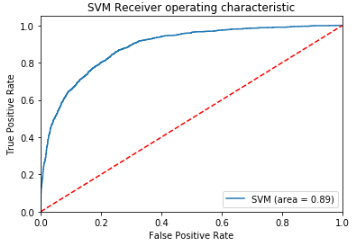 SVM Receiver operating characteristic
1.0
0.8
0.6
0.4
0.2
0.0
True Positive Rate
SVM (area = 0.89)
0.0 0.2 0.4 0.6 0.8 1.0
False Positive Rate